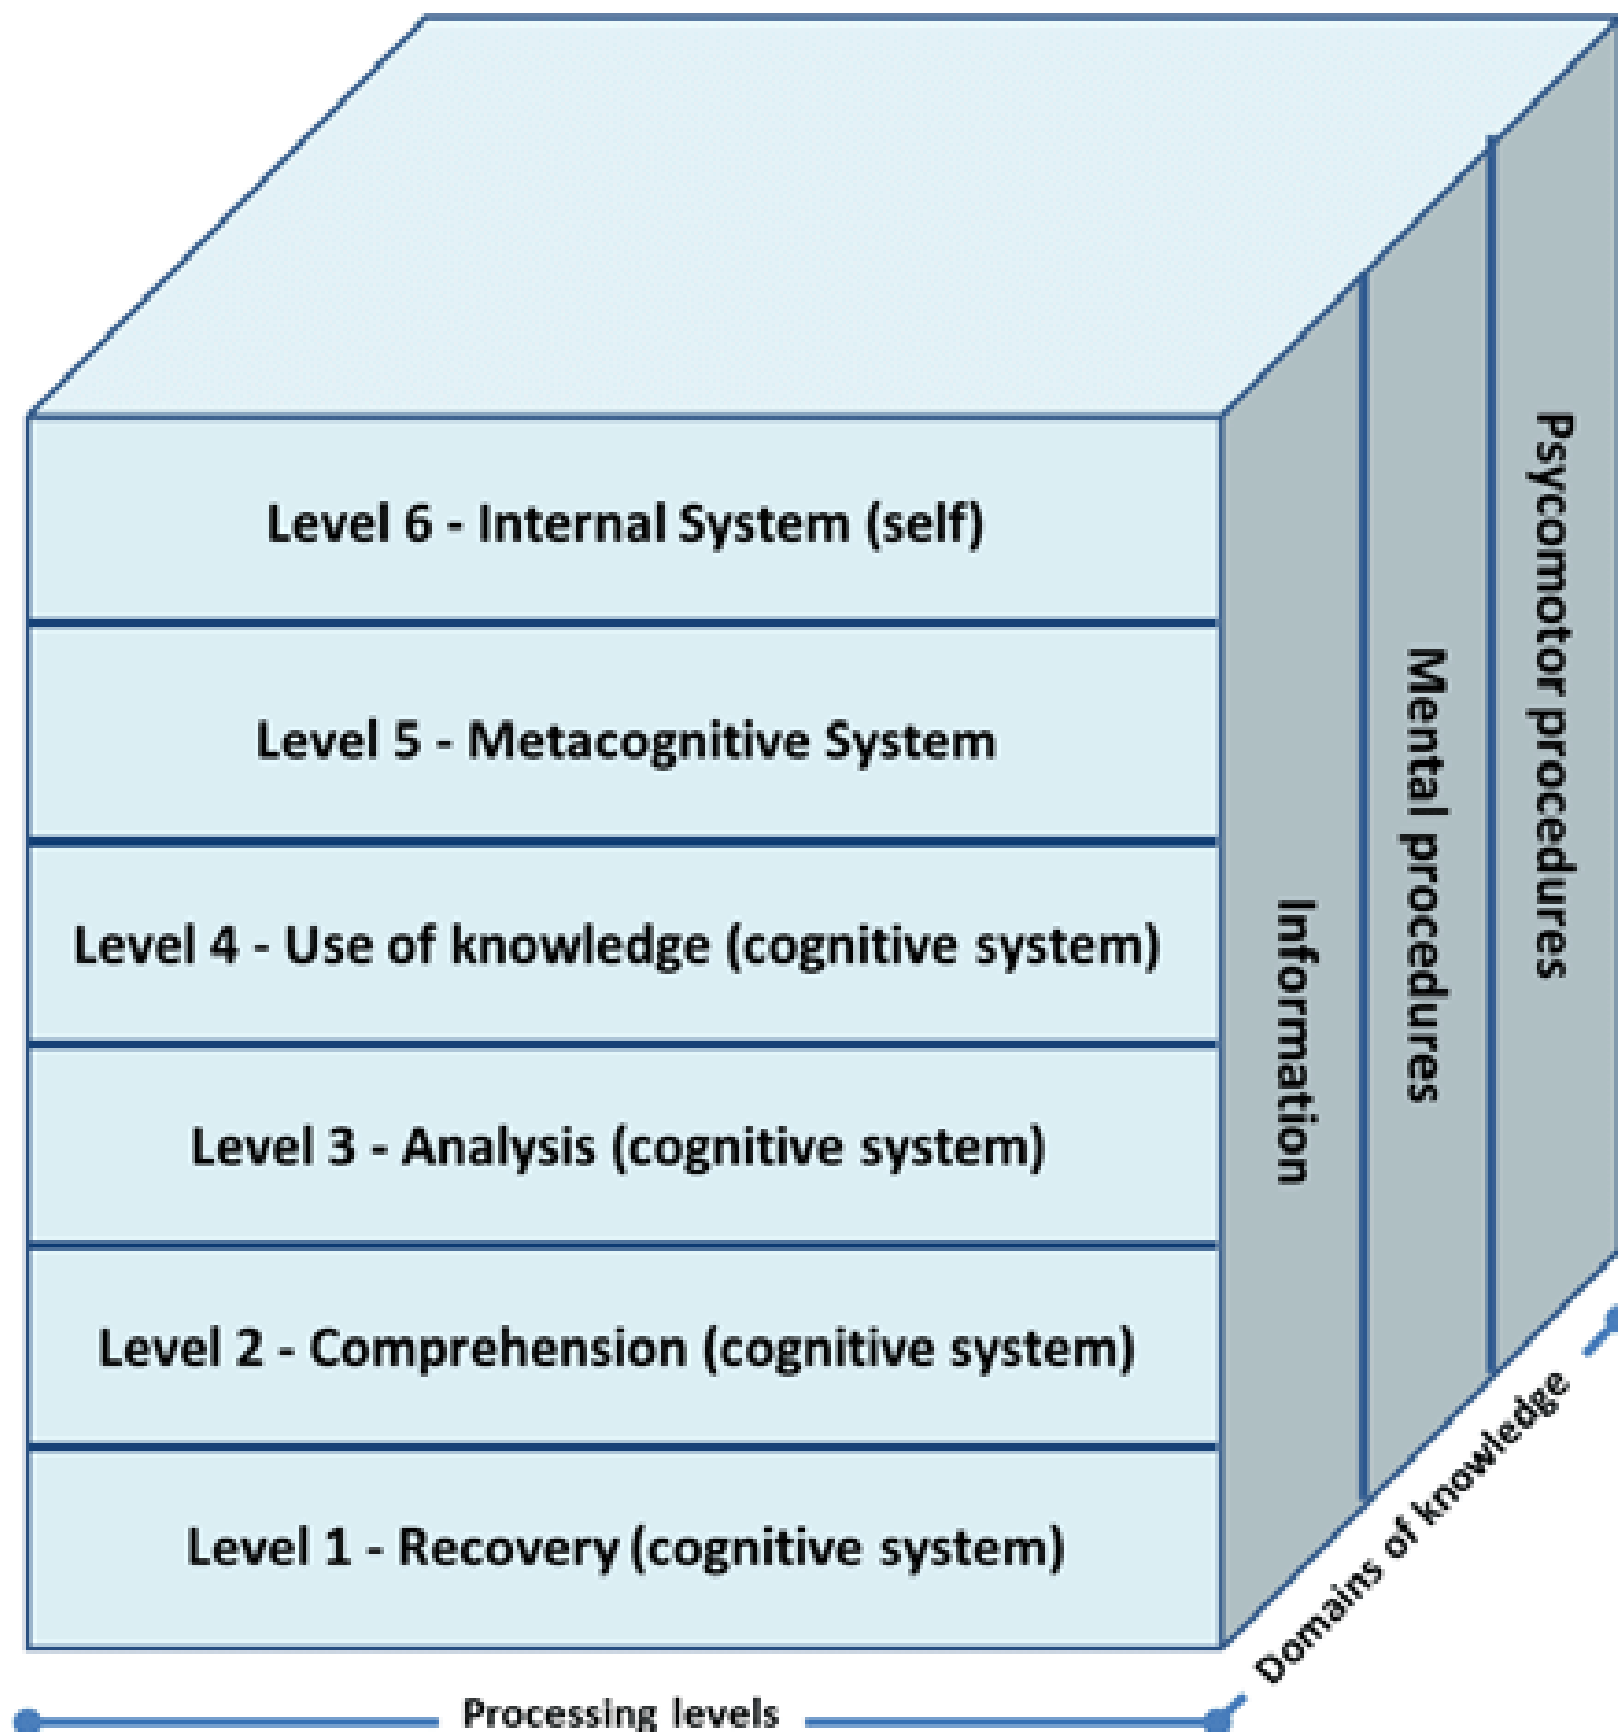 Level 6 - Internal System (self)
Level 5 - Metacognitive System
Level 4 - Use of knowledge (cognitive system)
Level 3 - Analysis (cognitive system)
Level 2 - Comprehension (cognitive system)
Level 1 - Recovery (cognitive system)
Information
Mental procedures
Psycomotor procedures
Processing levels
Domains of knowledge